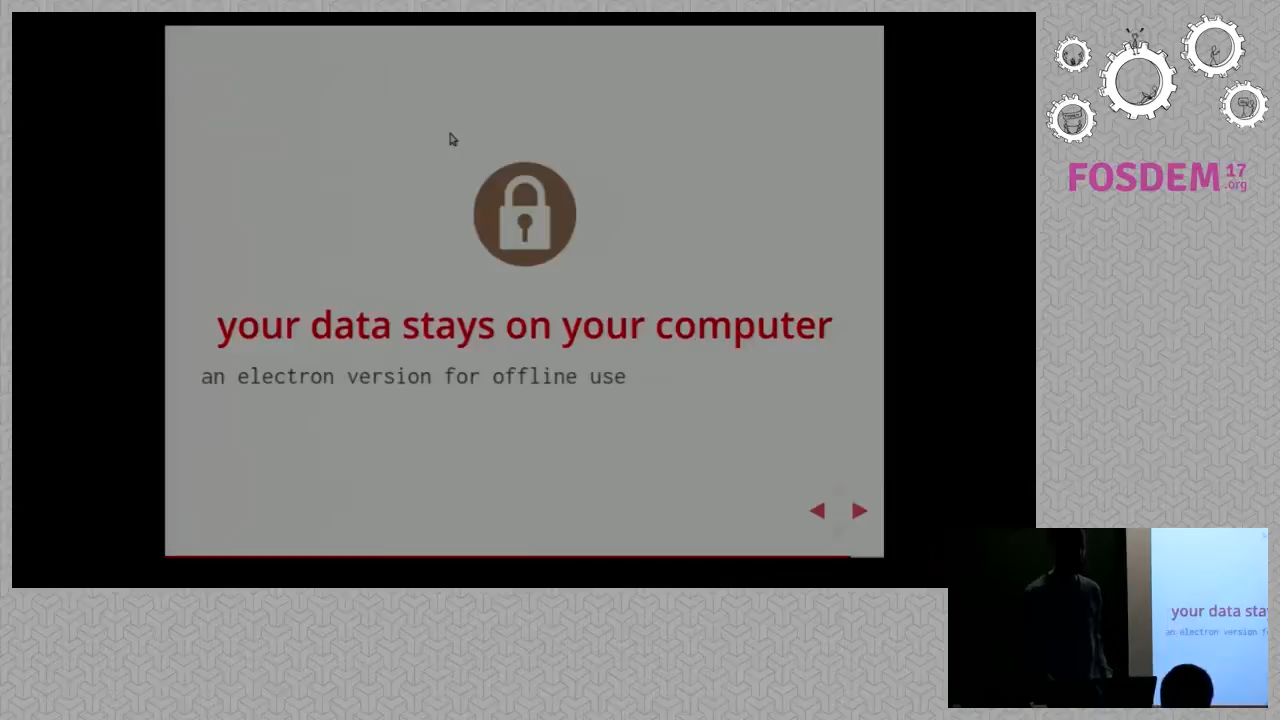 your data stays on your computer
an electron version for offline use
FOSDEM 17
.org
your data sta
an electron version f